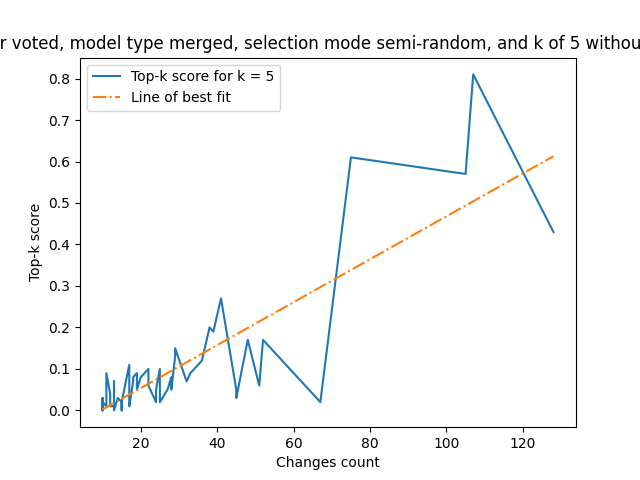 r voted, model type merged, selection mode semi-random, and k of 5 withou
Top-k score for k = 5
Line of best fit
0.8
0.7
0.6
0.5
0.4
0.3
0.2
0.1
0.0
Top-k score
20 40 60 80 100 120
Changes count